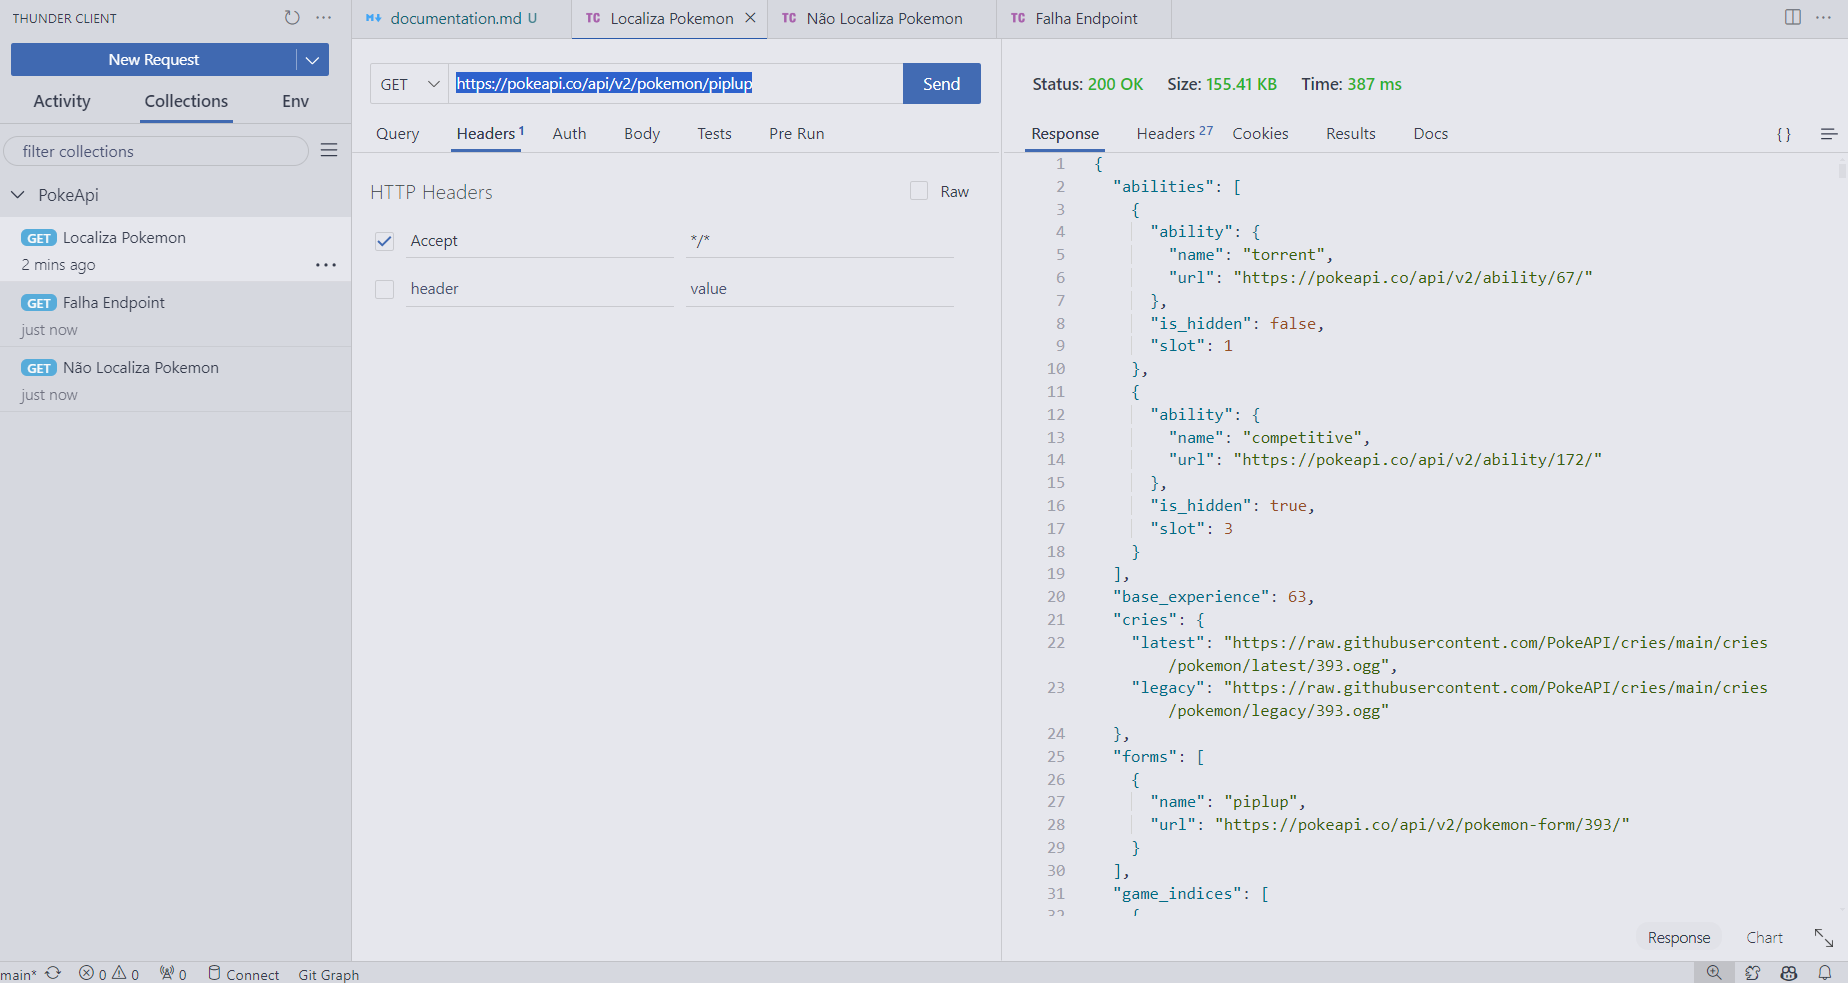 THUNDER CLIENT
New Request
Activity Collections Env
filter collections
PokeApi
GET Localiza Pokemon
2 mins ago
GET Falha Endpoint
just now
GET Não Localiza Pokemon
just now
documentation.md U
TC Localiza Pokemon
TC Não Localiza Pokemon
TC Falha Endpoint
GET https://pokeapi.co/api/v2/pokemon/piplup Send
Query Headers 1 Auth Body Tests Pre Run
HTTP Headers Raw
Accept */*
header value
Status: 200 OK Size: 155.41 KB Time: 387 ms
Response Headers 27 Cookies Results Docs {}
1 {
2 "abilities": [
3 {
4 "ability": {
5 "name": "torrent",
6 "url": "https://pokeapi.co/api/v2/ability/67/"
7 },
8 "is_hidden": false,
9 "slot": 1
10 },
11 {
12 "ability": {
13 "name": "competitive",
14 "url": "https://pokeapi.co/api/v2/ability/172/"
15 },
16 "is_hidden": true,
17 "slot": 3
18 }
19 ],
20 "base_experience": 63,
21 "cries": {
22 "latest": "https://raw.githubusercontent.com/PokeAPI/cries/main/cries
/pokemon/latest/393.ogg",
23 "legacy": "https://raw.githubusercontent.com/PokeAPI/cries/main/cries
/pokemon/legacy/393.ogg"
24 },
25 "forms": [
26 {
27 "name": "piplup",
28 "url": "https://pokeapi.co/api/v2/pokemon-form/393/"
29 }
30 ],
31 "game_indices": [
32 {
Response Chart
main* 0 0 0 Connect Git Graph